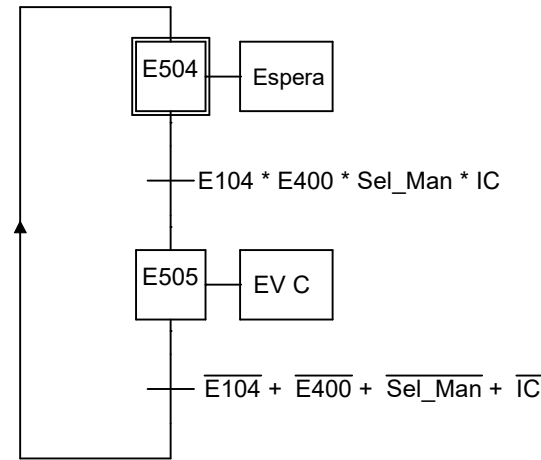 E504
Espera
E104 * E400 * Sel_Man * IC
E505
EV C
E104 + E400 + Sel_Man + IC